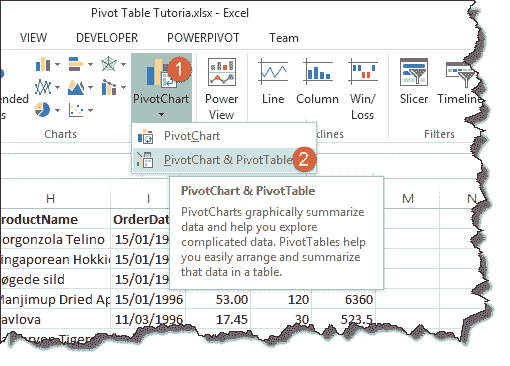 Pivot Table Tutoria.xlsx - Excel
VIEW DEVELOPER POWERPIVOT Team
1
PivotChart Power View Line Column Win/Loss Slicer Timeline
Charts Filters
PivotChart
PivotChart & PivotTable 2
PivotChart & PivotTable
PivotCharts graphically summarize
data and help you explore
complicated data. PivotTables help
you easily arrange and summarize
that data in a table.
H I M N
roductName OrderDat
orgonzola Telino 15/01/19
ingaporean Hokkie 15/01/19
øgede sild 15/01/19
Manjimup Dried Ap 15/01/1996 53.00 120 6360
avlova 11/03/1996 17.45 30 523.5